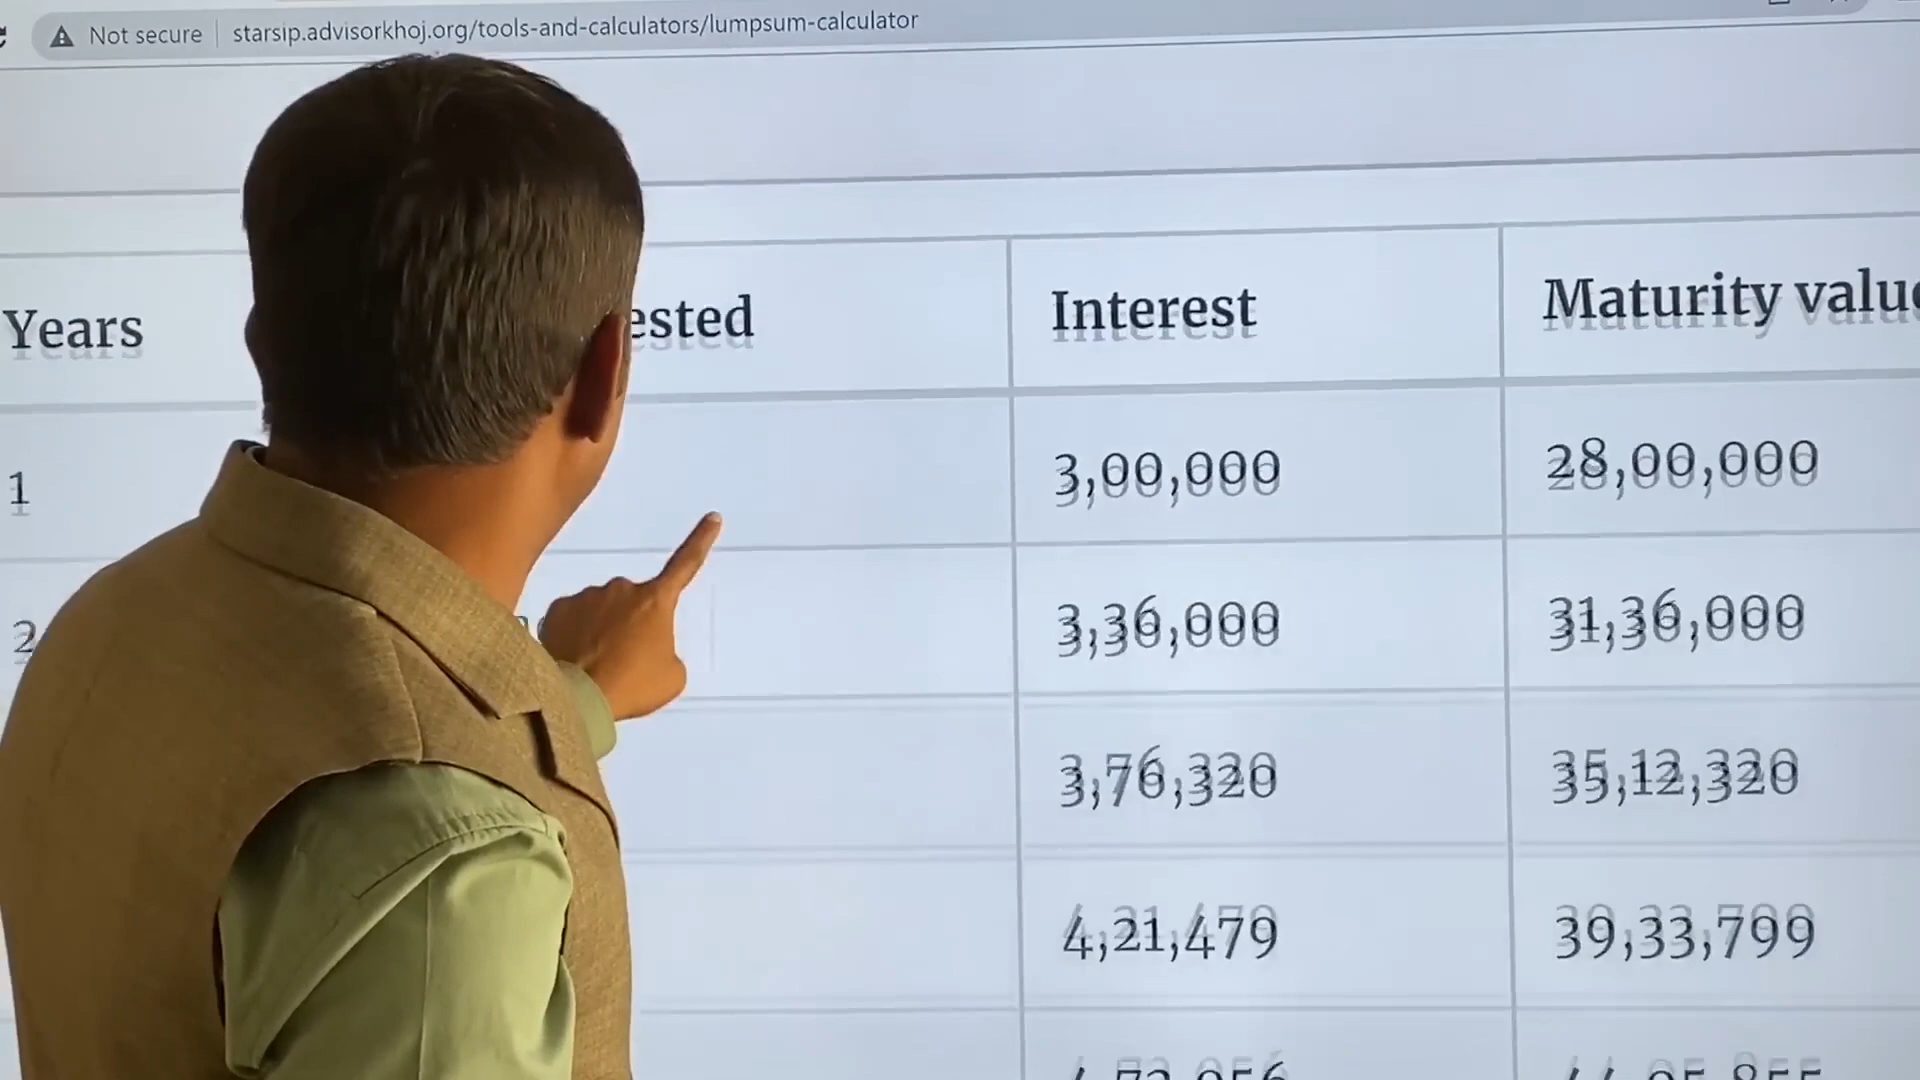 Not secure starsip.advisorkhoj.org/tools-and-calculators/lumpsum-calculator
Years ested Interest Maturity value
1 3,00,000 28,00,000
2 3,36,000 31,36,000
3,76,320 35,12,320
4,21,479 39,33,799